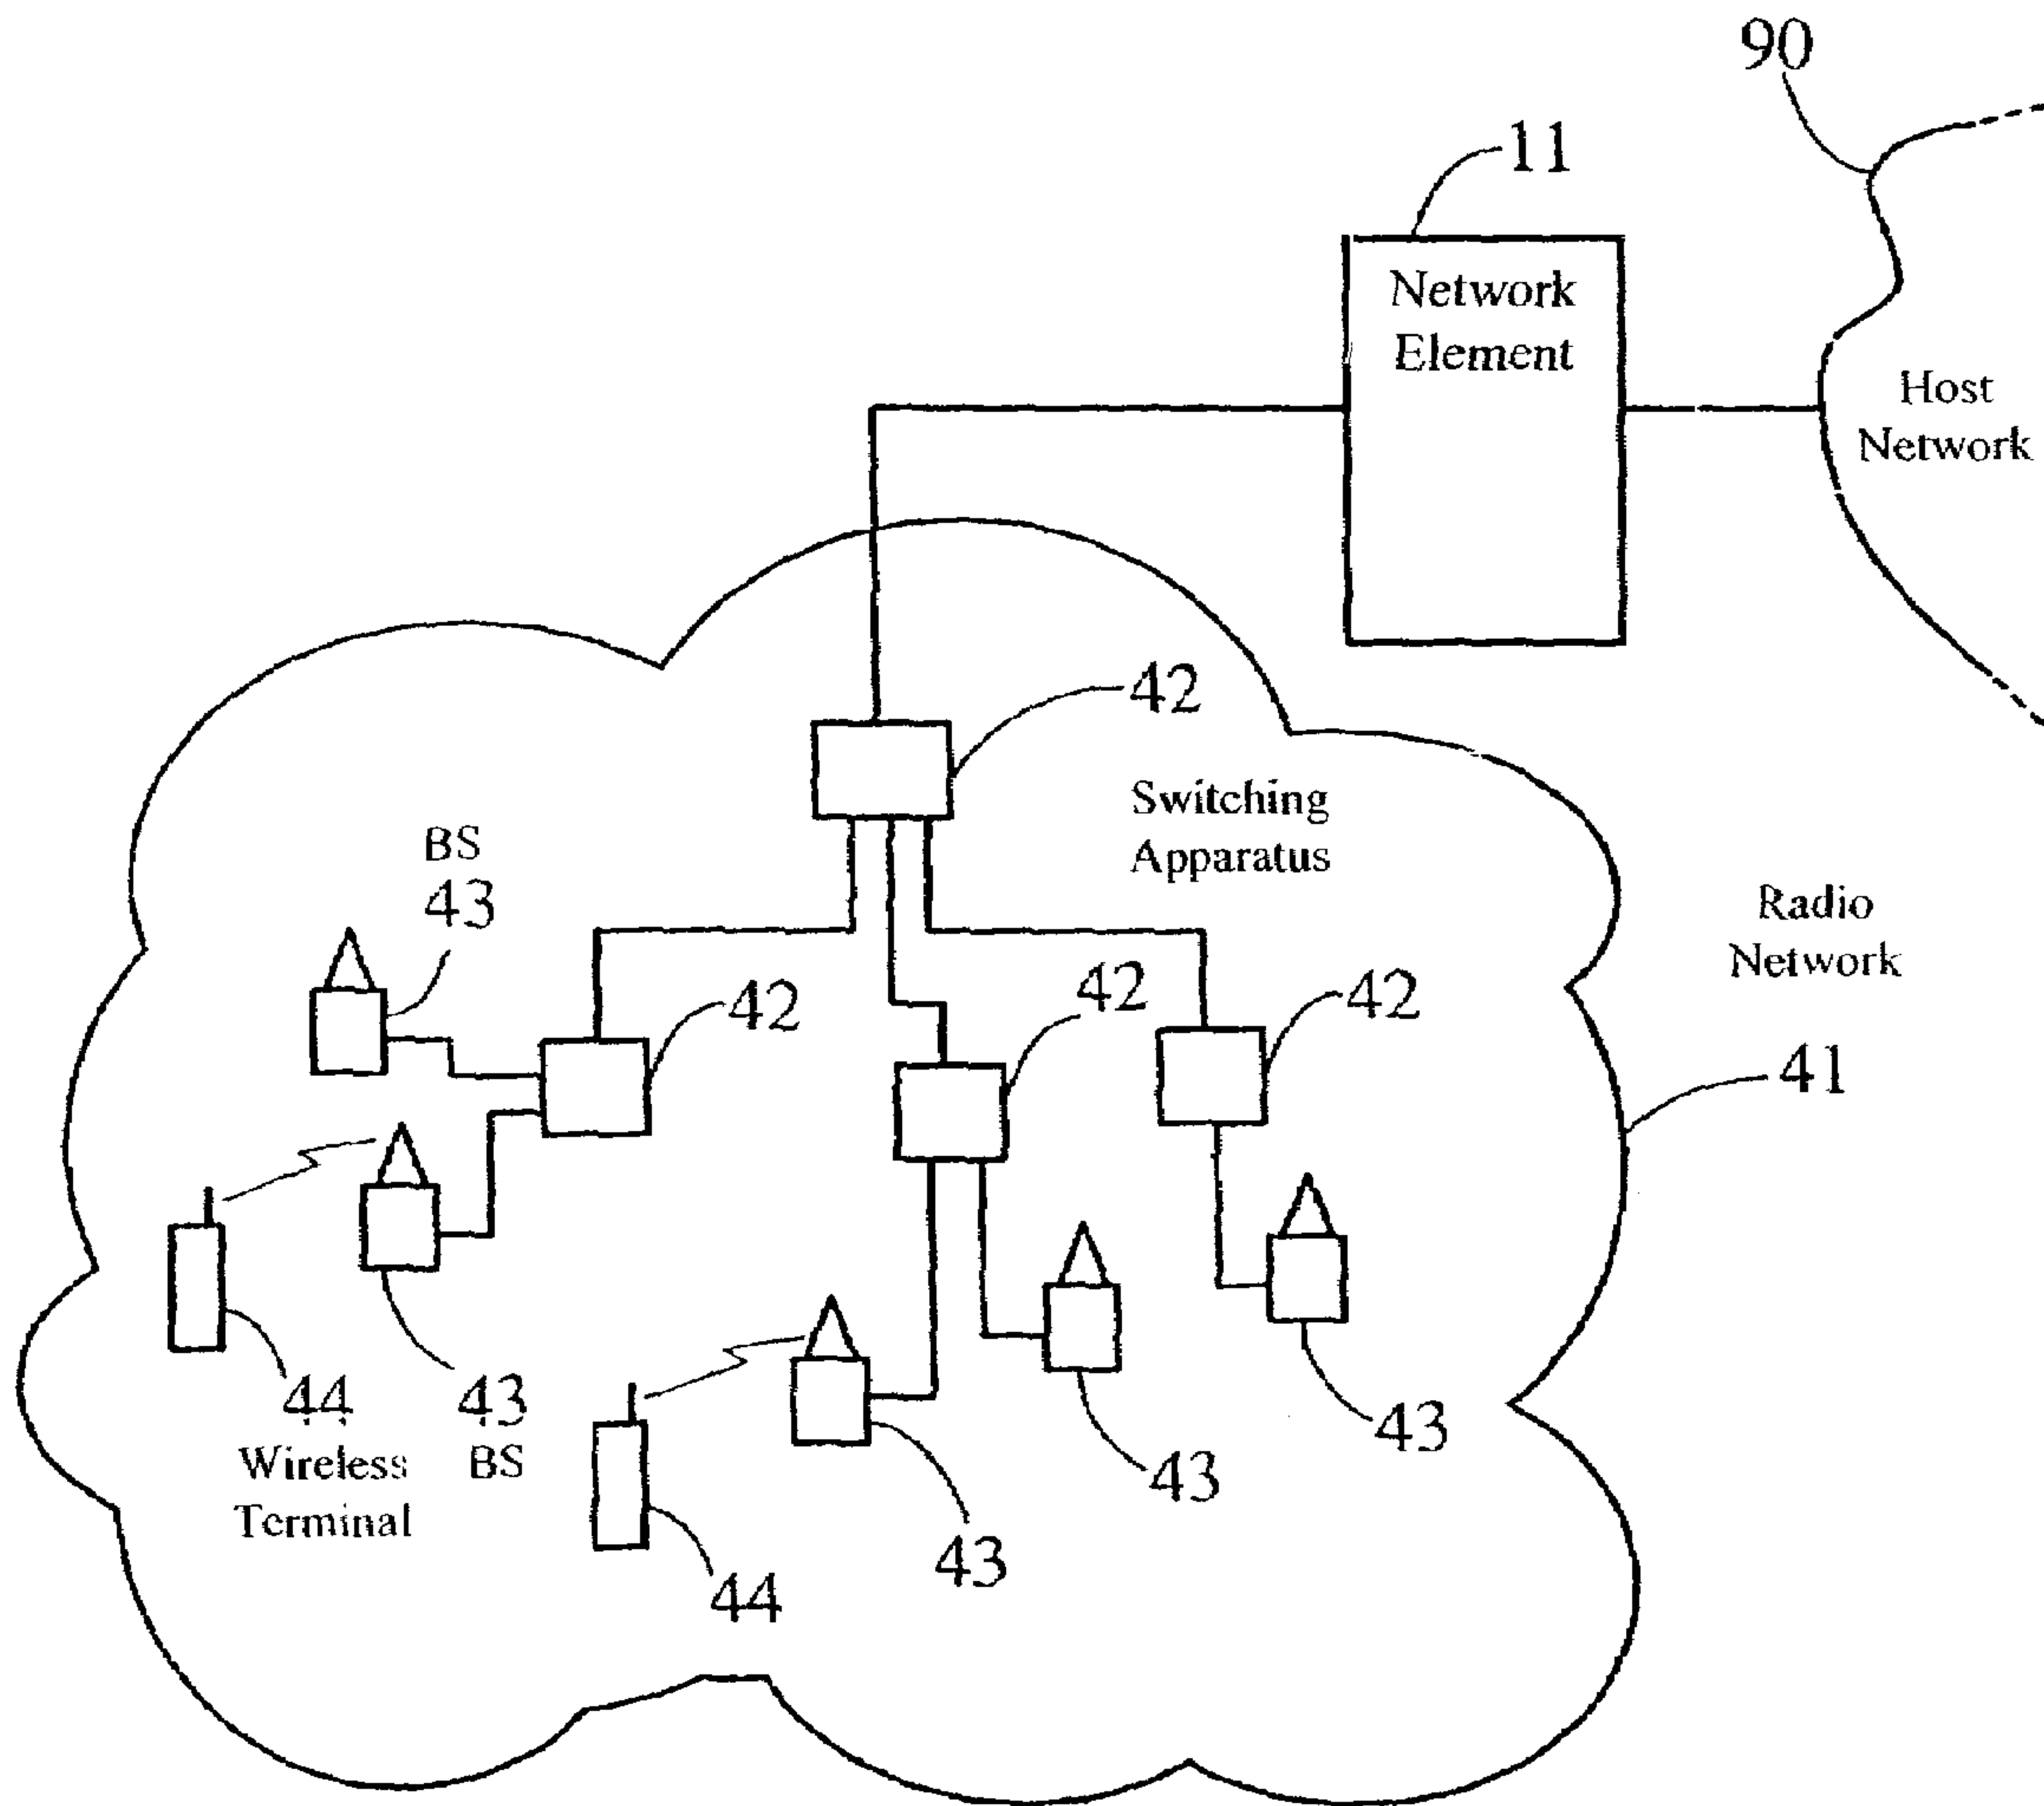 90
11
Network
Element
Host
Network
42
Switching
Apparatus
BS
43
Radio
Network
42
42
42
41
44
Wireless
Terminal
43
BS
43
43
43
44